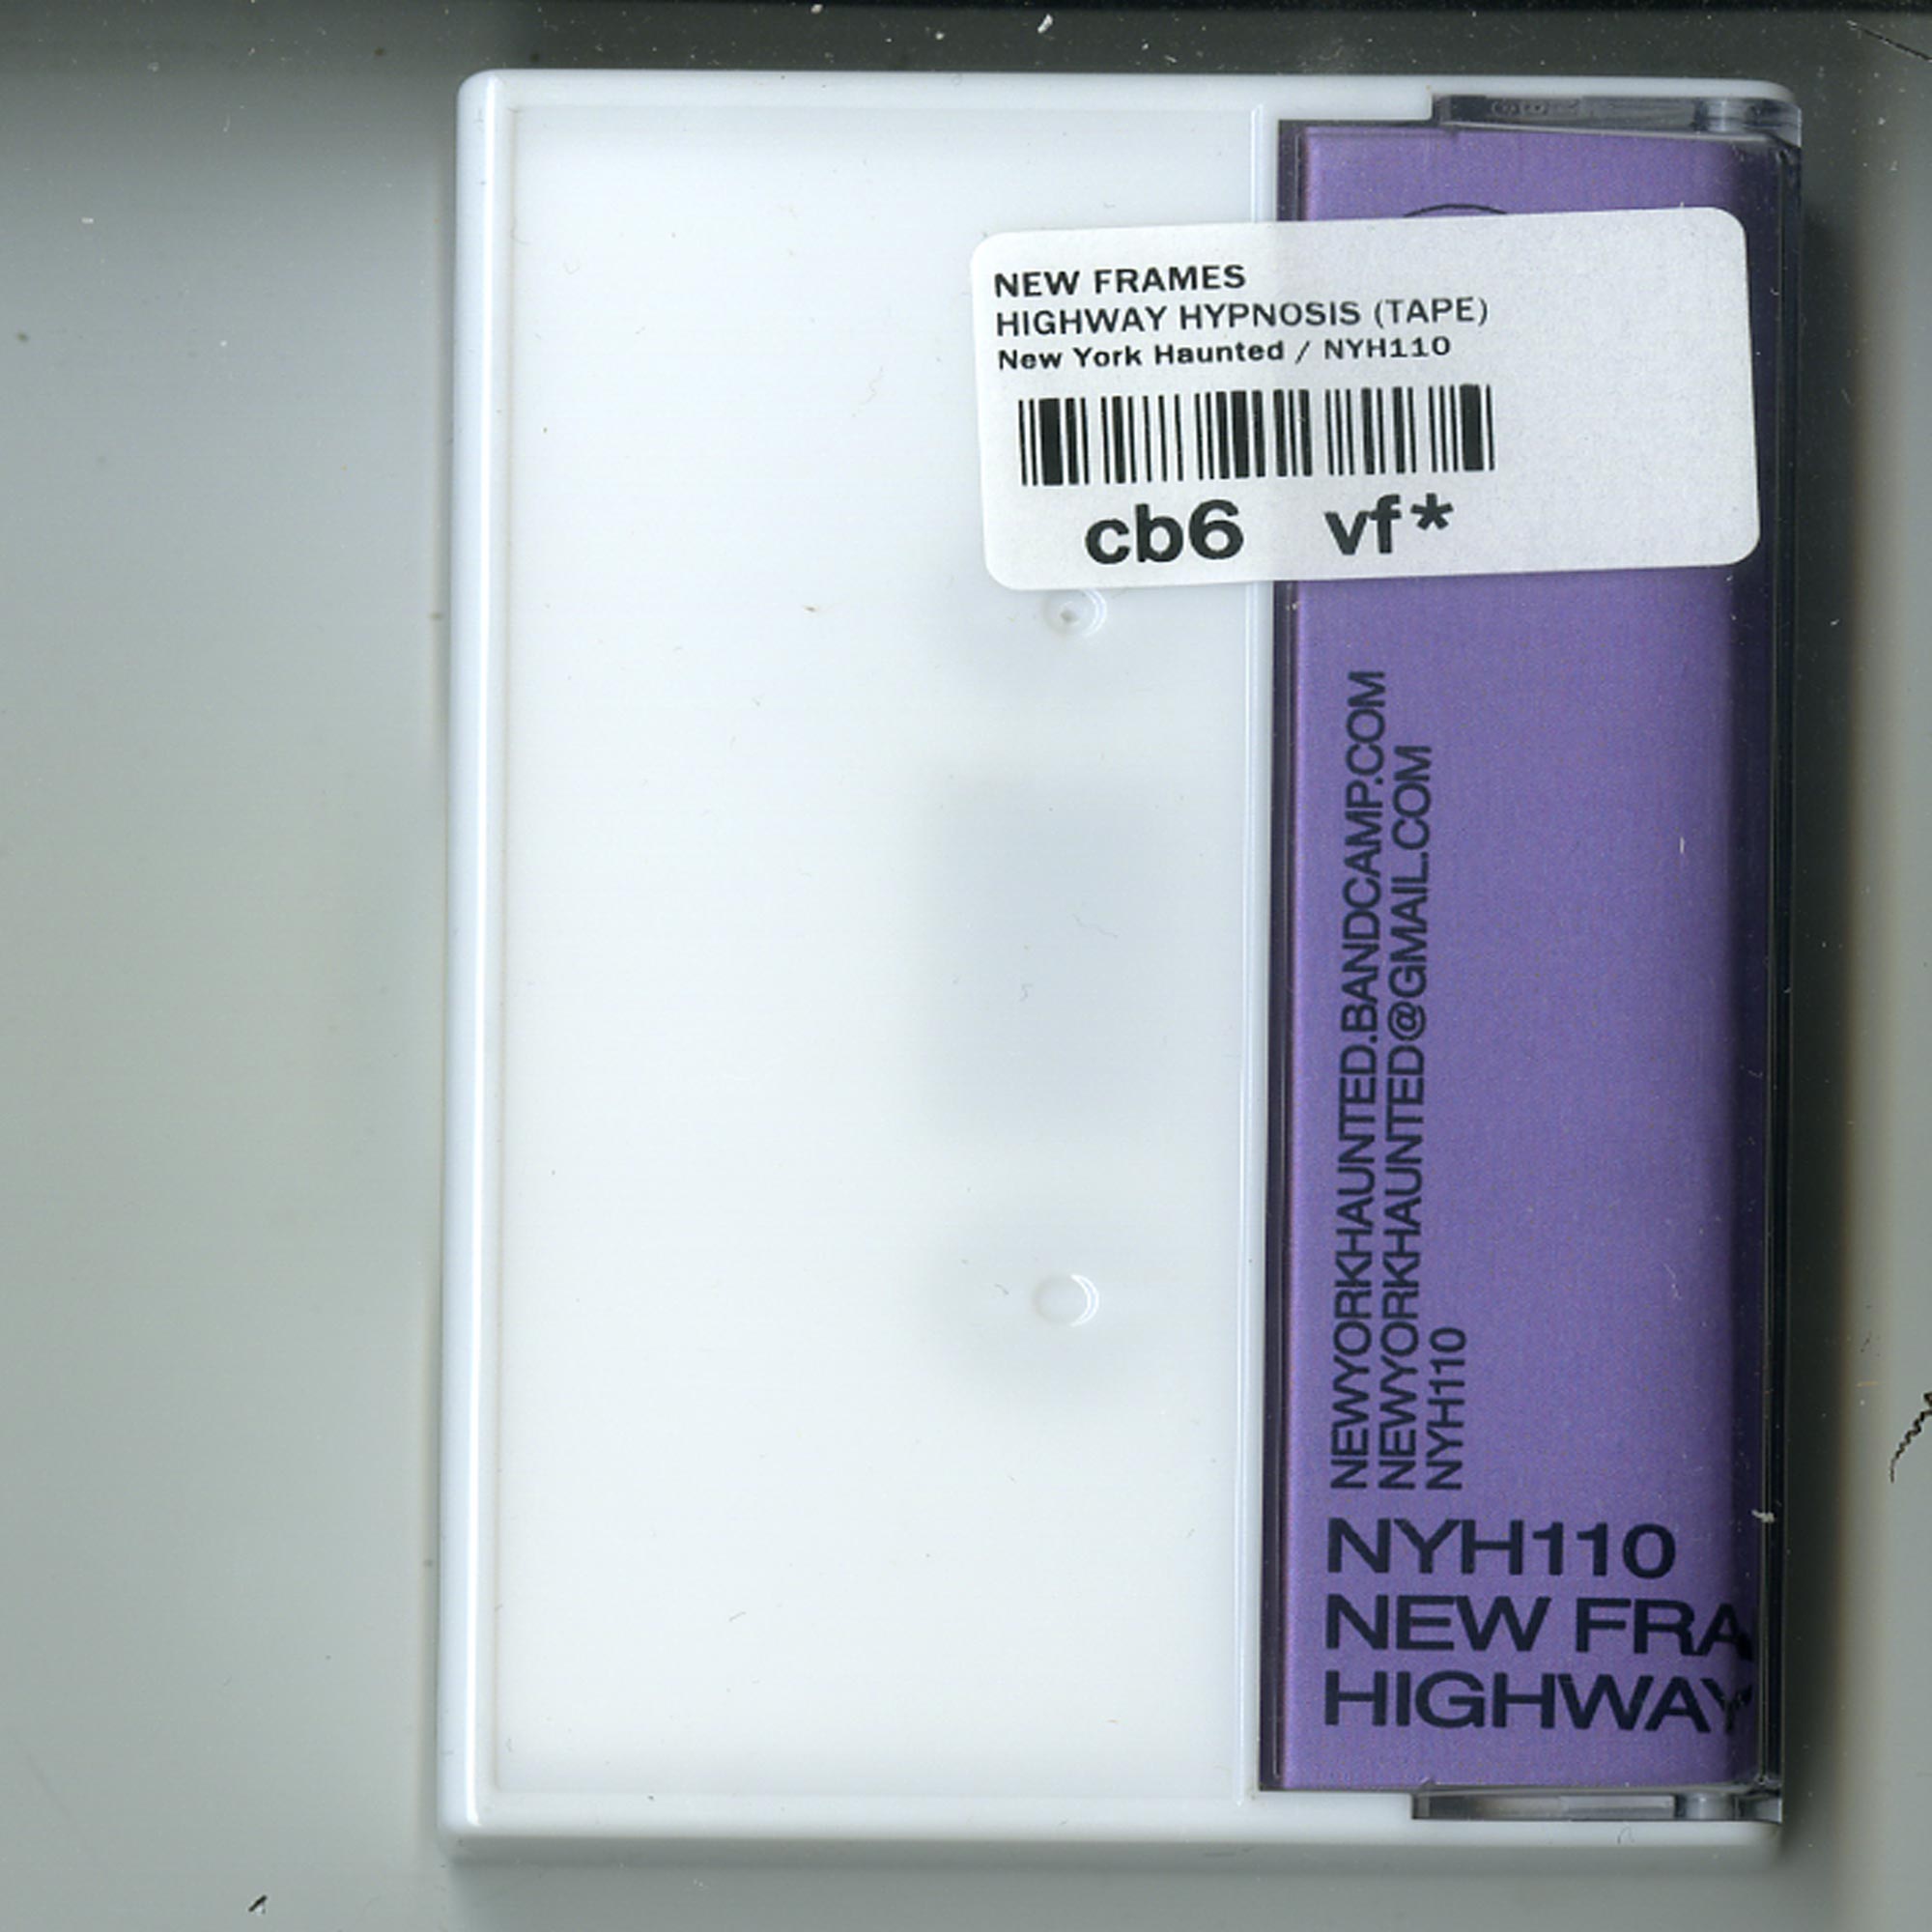 NEW FRAMES
HIGHWAY HYPNOSIS (TAPE)
New York Haunted / NYH110
cb6 vf*
NEWYORKHAUNTED.BANDCAMP.COM
NEWYORKHAUNTED@GMAIL.COM
NYH110
NYH110
NEW FRA
HIGHWAY